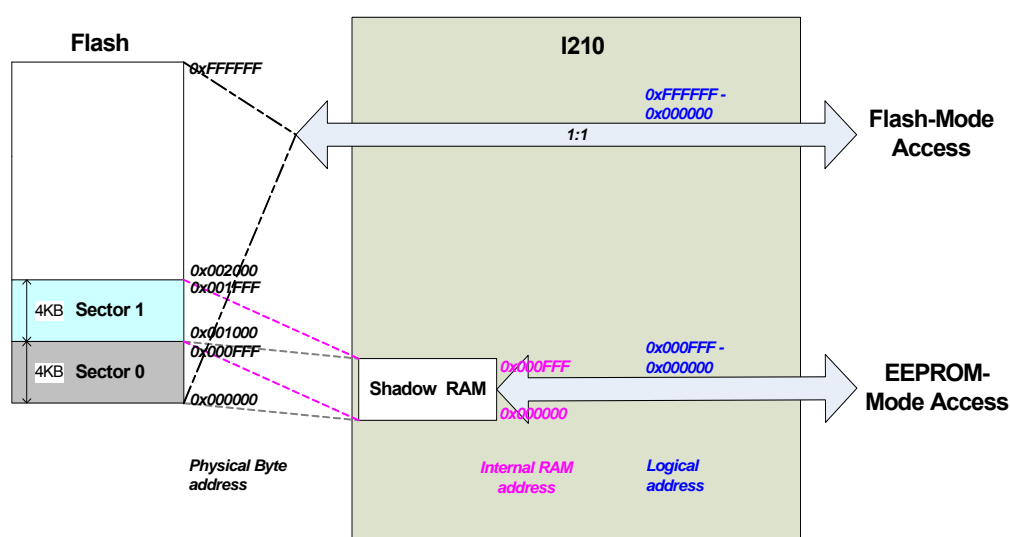 Flash
I210
0xFFFFFF
0xFFFFFF -
0x000000
1:1
Flash-Mode
Access
0x002000
0x001FFF
4KB Sector 1
0x001000
0x000FFF
4KB Sector 0
0x000000
Shadow RAM
0x000FFF
0x000000
0x000FFF -
0x000000
EEPROM-
Mode Access
Physical Byte
address
Internal RAM
address
Logical
address